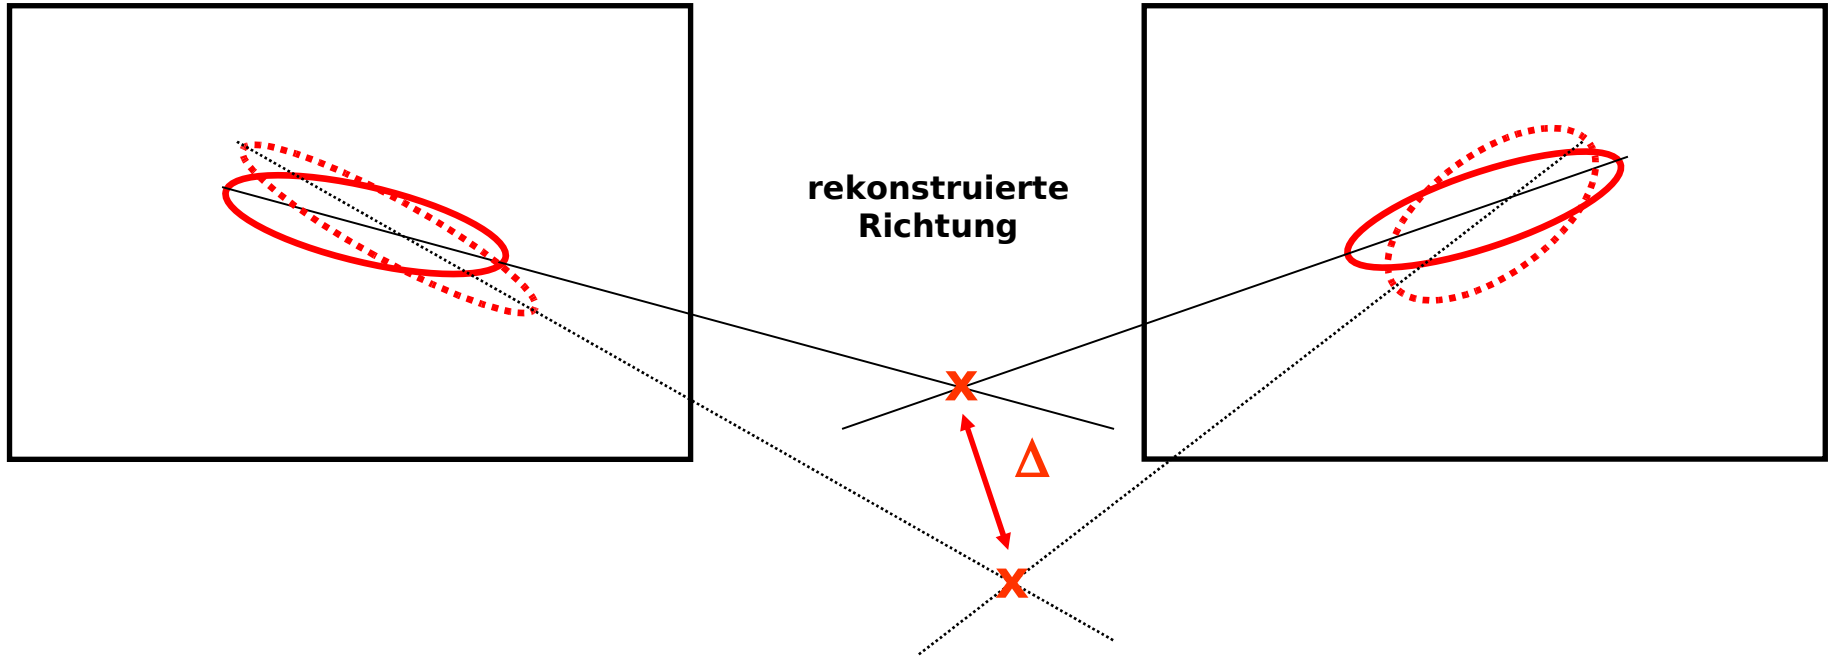 rekonstruierte
Richtung
x
Δ
x